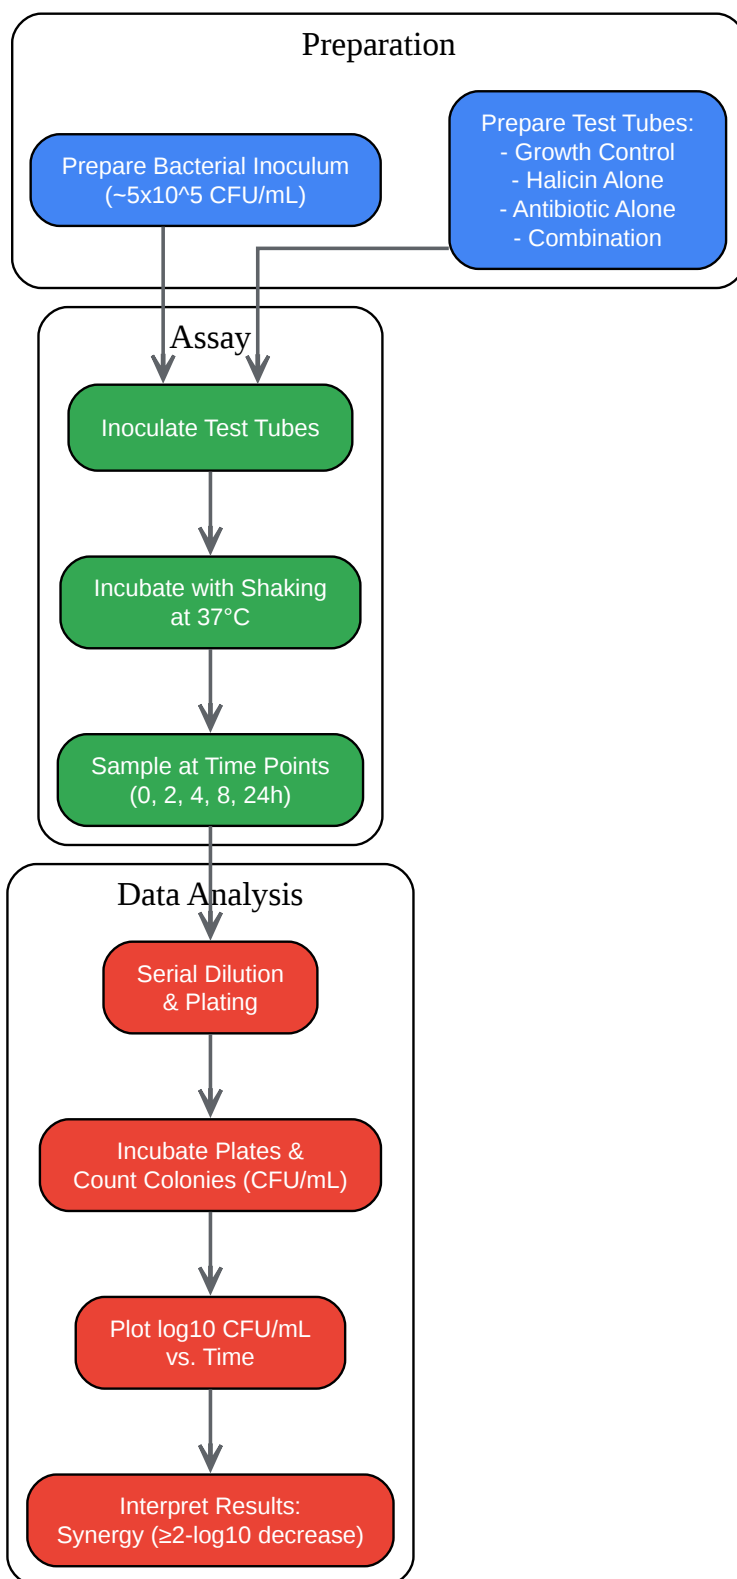 Preparation
Prepare Bacterial Inoculum
(~5x10^5 CFU/mL)
Prepare Test Tubes:
- Growth Control
- Halicin Alone
- Antibiotic Alone
- Combination
Assay
Inoculate Test Tubes
Incubate with Shaking
at 37°C
Sample at Time Points
(0, 2, 4, 8, 24h)
Data Analysis
Serial Dilution
& Plating
Incubate Plates &
Count Colonies (CFU/mL)
Plot log10 CFU/mL
vs. Time
Interpret Results:
Synergy (≥2-log10 decrease)